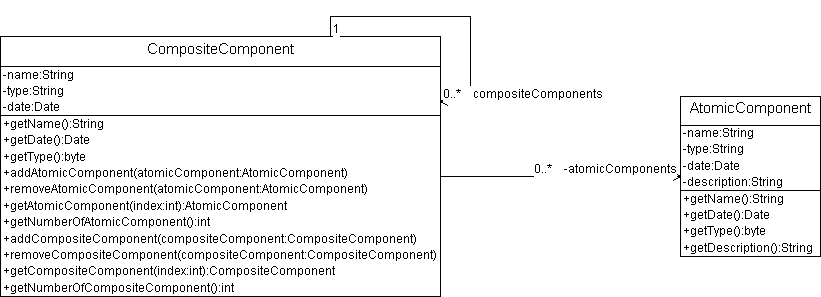 1
CompositeComponent
-name:String
-type:String
-date:Date
+getName():String
+getDate():Date
+getType():byte
+addAtomicComponent(atomicComponent:AtomicComponent)
+removeAtomicComponent(atomicComponent:AtomicComponent)
+getAtomicComponent(index:int):AtomicComponent
+getNumberOfAtomicComponent():int
+addCompositeComponent(compositeComponent:CompositeComponent)
+removeCompositeComponent(compositeComponent:CompositeComponent)
+getCompositeComponent(index:int):CompositeComponent
+getNumberOfCompositeComponent():int
0..* compositeComponents
0..* -atomicComponents
AtomicComponent
-name:String
-type:String
-date:Date
-description:String
+getName():String
+getDate():Date
+getType():byte
+getDescription():String